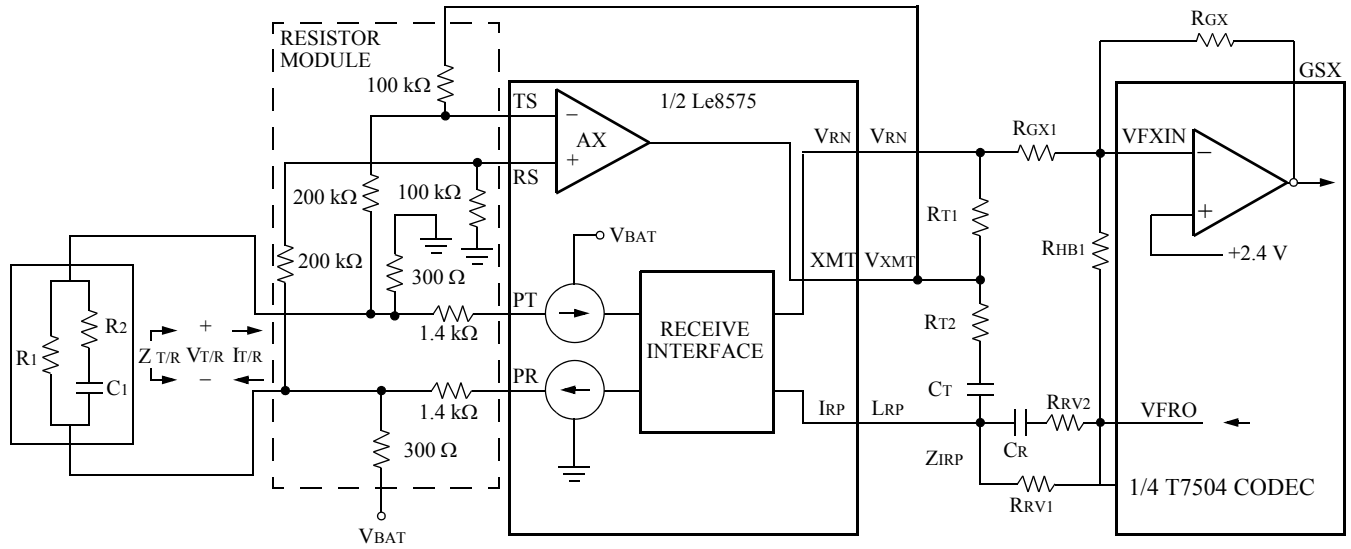 RGX
RESISTOR
MODULE
GSX
100 kΩ
TS
1/2 Le8575
−
AX
+
RS
VRN
VRN
RGX1
VFXIN
−
+
+2.4 V
200 kΩ
100 kΩ
RT1
RHB1
VBAT
200 kΩ
300 Ω
XMT
VXMT
PT
1.4 kΩ
RECEIVE
INTERFACE
RT2
R1
R2
C1
Z T/R
+
VT/R
−
IT/R
PR
1.4 kΩ
CT
IRP
LRP
RRV2
VFRO
CR
300 Ω
ZIRP
RRV1
1/4 T7504 CODEC
VBAT